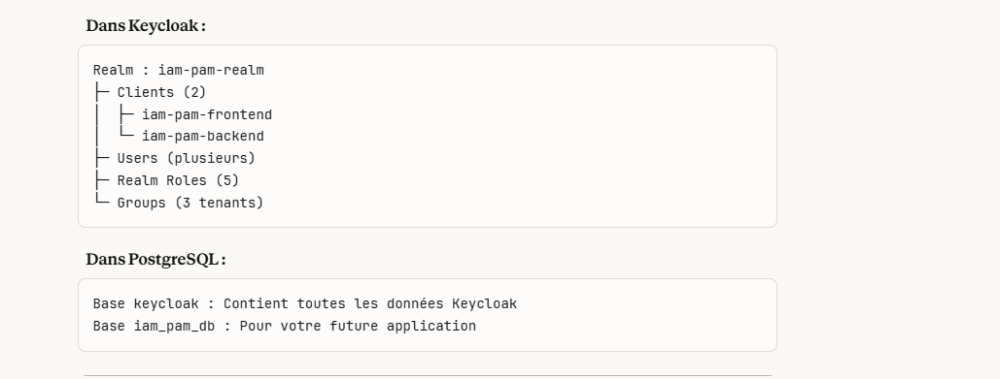 Dans Keycloak :
Realm : iam-pam-realm
├─ Clients (2)
│  ├─ iam-pam-frontend
│  └─ iam-pam-backend
├─ Users (plusieurs)
├─ Realm Roles (5)
└─ Groups (3 tenants)
Dans PostgreSQL :
Base keycloak : Contient toutes les données Keycloak
Base iam_pam_db : Pour votre future application